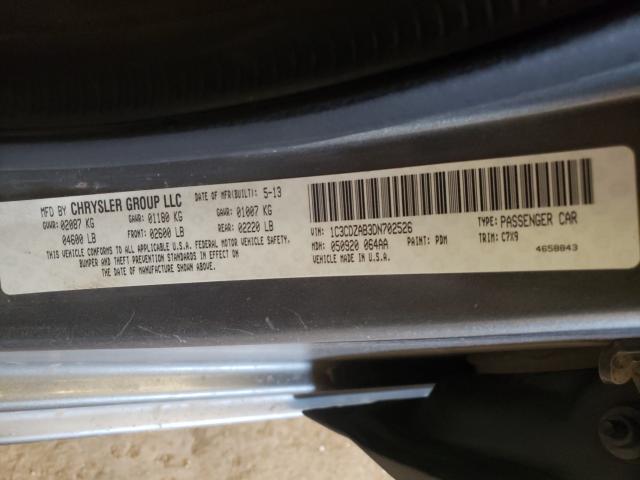 MFD BY CHRYSLER GROUP LLC DATE OF MFR(BUILT): 5-13
GVWR: 02087 KG GAWR: 01180 KG GAWR: 01007 KG
04600 LB FRONT: 02600 LB REAR: 02220 LB
THIS VEHICLE CONFORMS TO ALL APPLICABLE U.S.A. FEDERAL MOTOR VEHICLE SAFETY,
BUMPER AND THEFT PREVENTION STANDARDS IN EFFECT ON
THE DATE OF MANUFACTURE SHOWN ABOVE.
VIN: 1C3CDZAB3DN702526 TYPE: PASSENGER CAR
MDH: 050920 064AA PAINT: PDM TRIM: C7X9
VEHICLE MADE IN U.S.A. 4658843